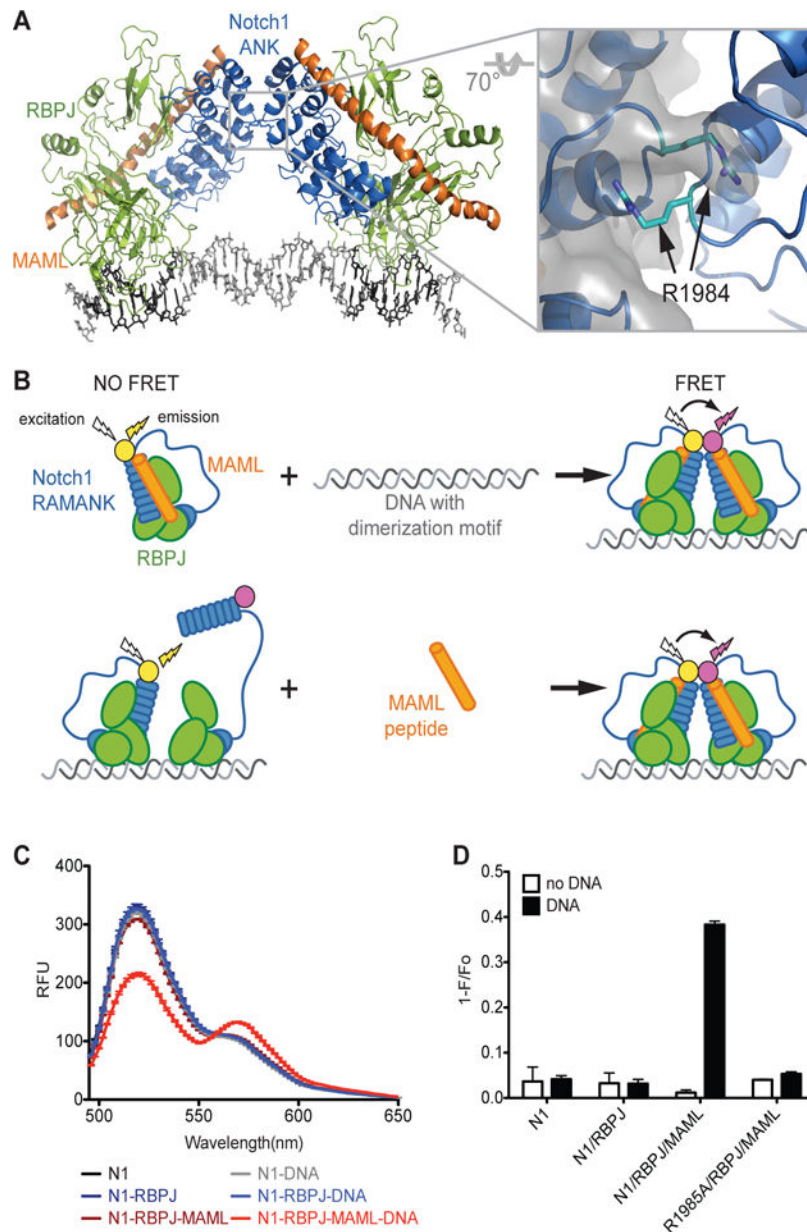 A
Notch1
ANK
RBPJ
MAML
70°
R1984
B
NO FRET
excitation
emission
Notch1
RAMANK
MAML
RBPJ
+
DNA with
dimerization motif
FRET
+
MAML
peptide
C
400
300
200
100
0
RFU
500
550
600
650
Wavelength(nm)
N1
N1-DNA
N1-RBPJ
N1-RBPJ-DNA
N1-RBPJ-MAML
N1-RBPJ-MAML-DNA
D
0.5
0.4
0.3
0.2
0.1
0.0
1-F/Fo
no DNA
DNA
N1
N1/RBPJ
N1/RBPJ/MAML
R1985A/RBPJ/MAML